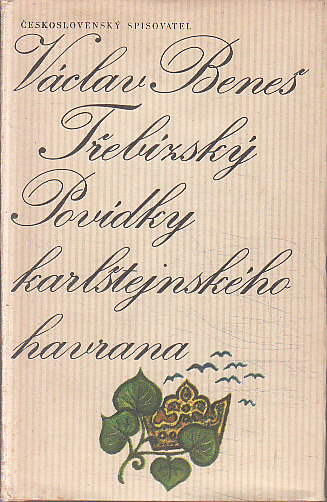 ČESKOSLOVENSKÝ SPISOVATEL
Václav Beneš
Třebízský
Povídky
karlštejnského
havrana